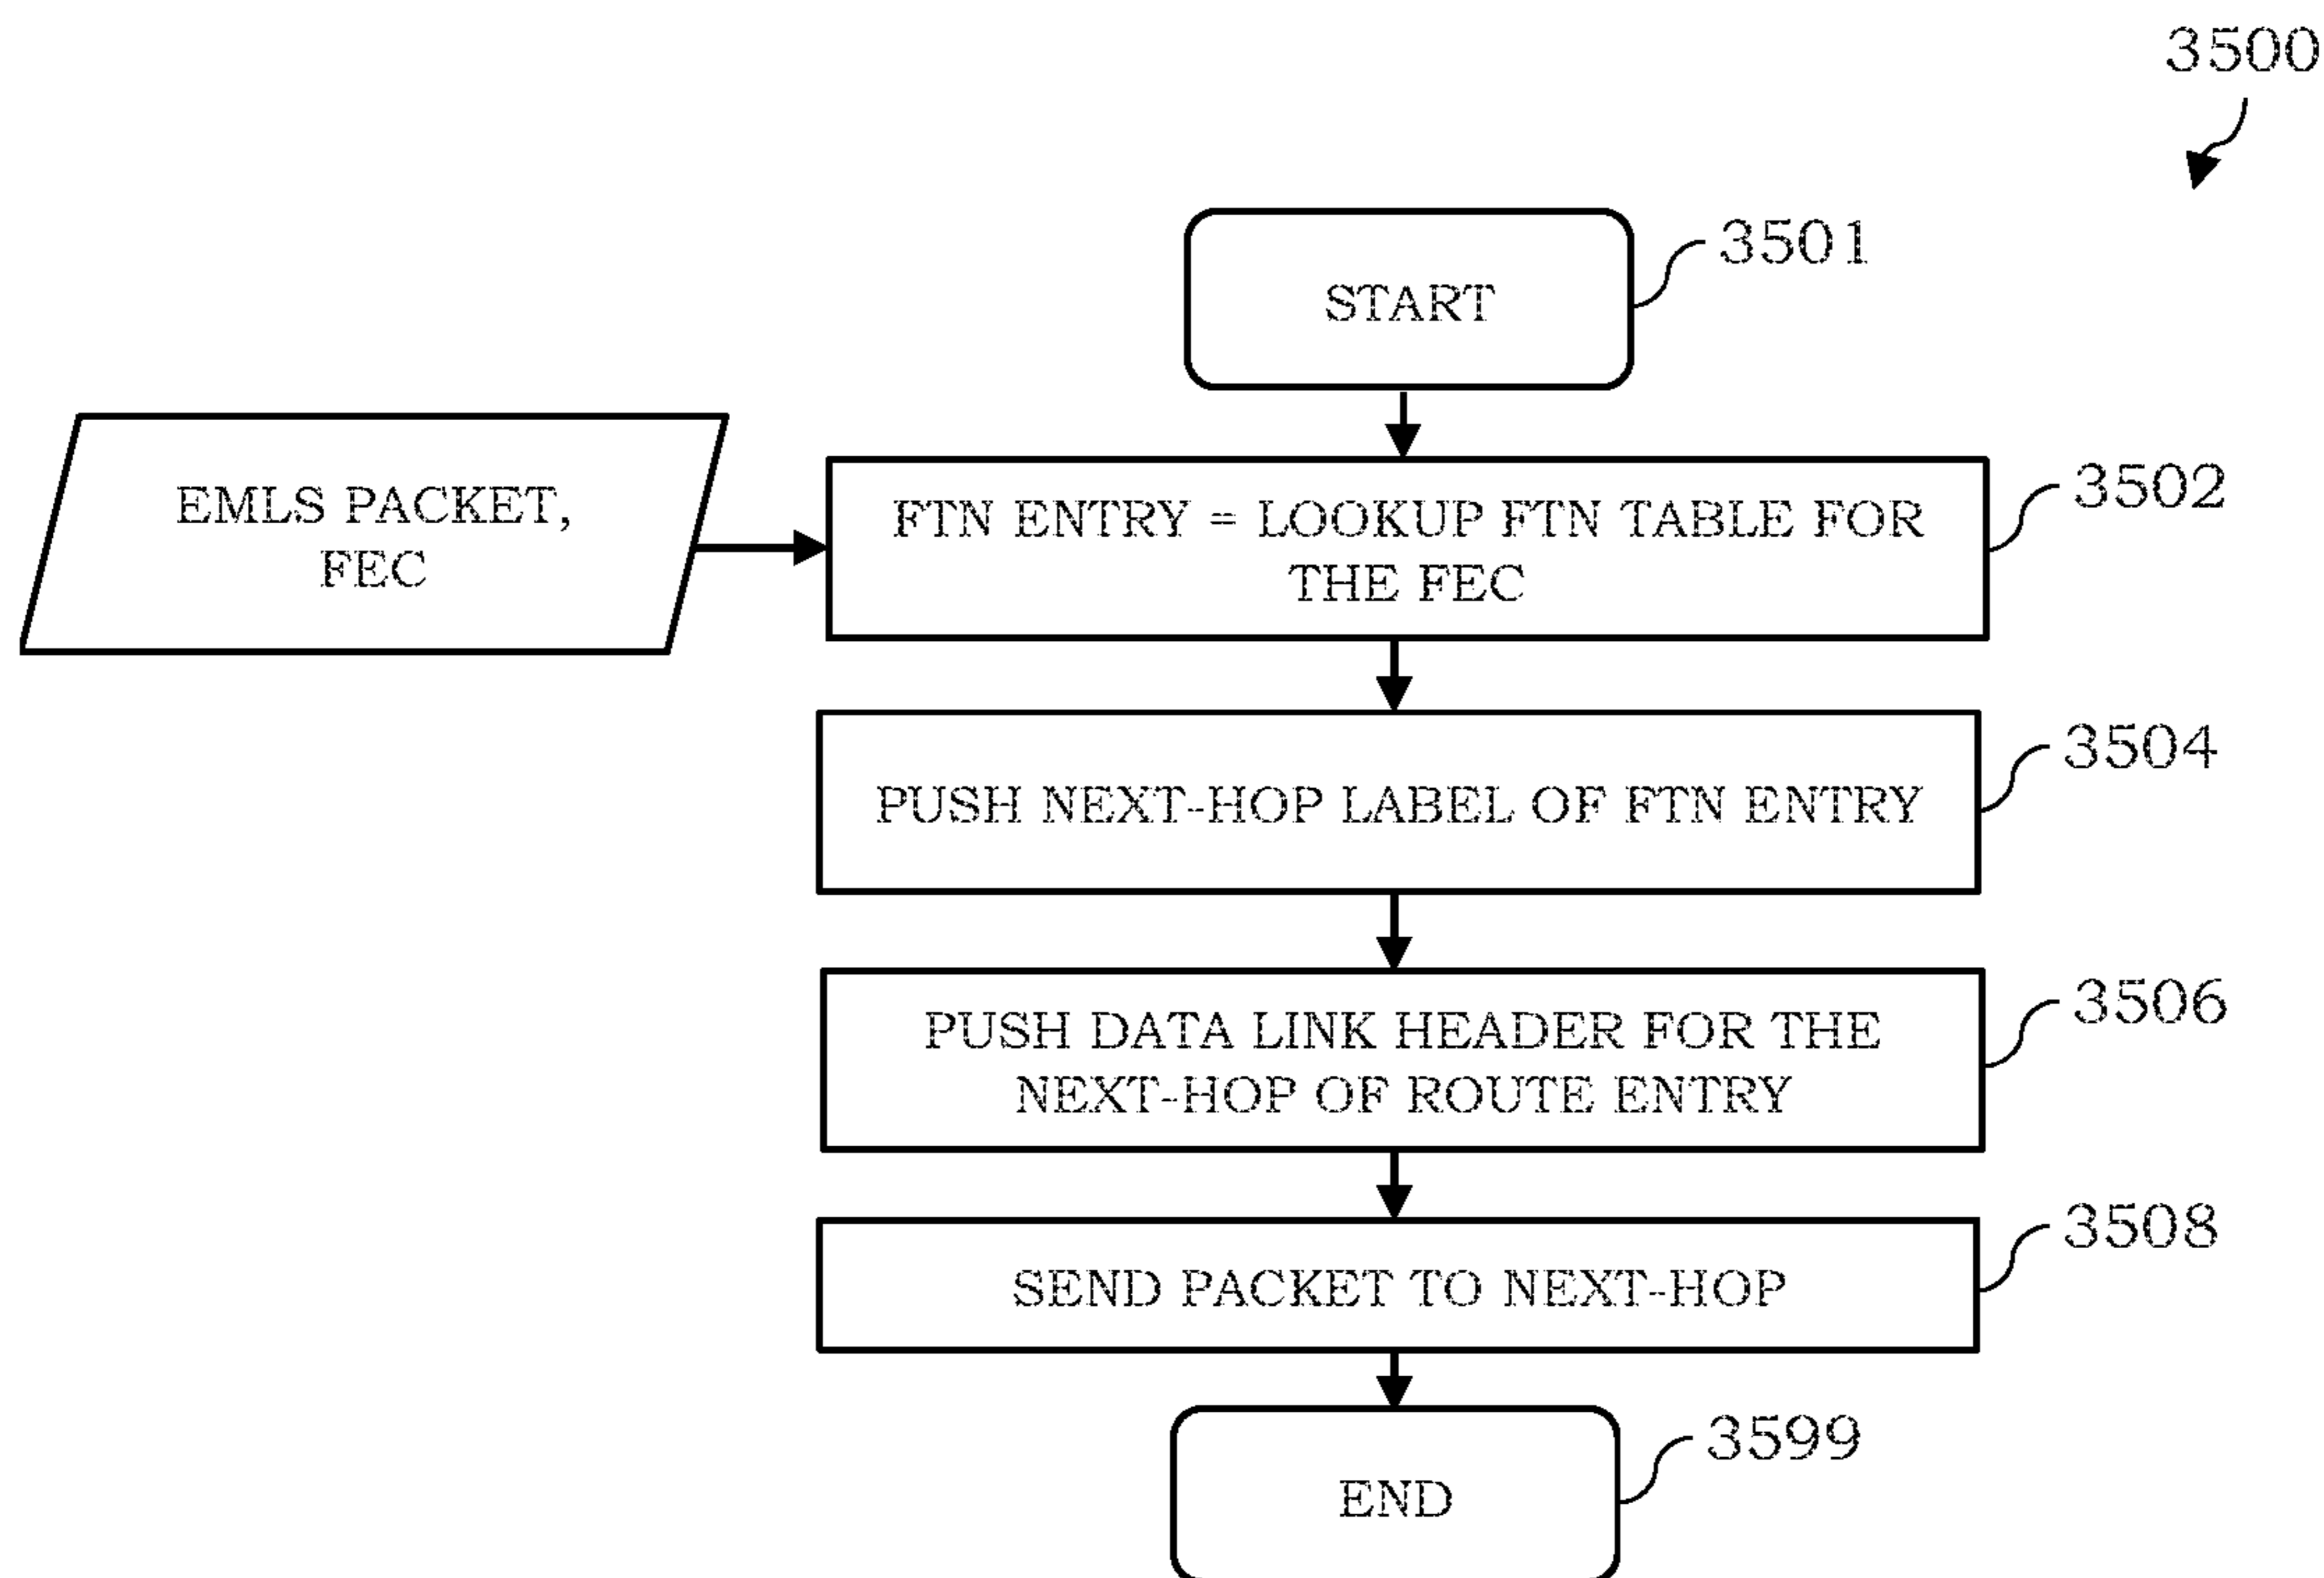 3500
START
3501
EMLS PACKET,
FEC
FTN ENTRY = LOOKUP FTN TABLE FOR
THE FEC
3502
PUSH NEXT-HOP LABEL OF FTN ENTRY
3504
PUSH DATA LINK HEADER FOR THE
NEXT-HOP OF ROUTE ENTRY
3506
SEND PACKET TO NEXT-HOP
3508
END
3599